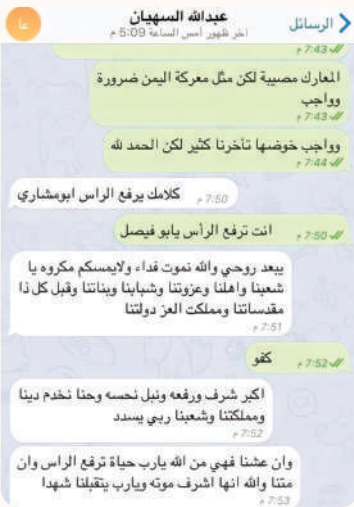 الرسائل
عبدالله السهيان
اخر ظهور أمس الساعة 5:09 م
عا
7:43 م
المعارك مصيبة لكن مثل معركة اليمن ضرورة
وواجب
7:43 م
وواجب خوضها تأخرنا كثير لكن الحمد لله
7:44 م
كلامك يرفع الراس ابومشاري
7:50 م
انت ترفع الرأس يابو فيصل
7:50 م
يبعد روحي والله نموت فداء ولايمسكم مكروه يا
شعبنا واهلنا وعزوتنا وشبابنا وبناتنا وقبل كل ذا
مقدساتنا ومملكت العز دولتنا
7:51 م
كفو
7:52 م
اكبر شرف ورفعه ونبل نحسه وحنا نخدم دينا
ومملكتنا وشعبنا ربي يسدد
7:52 م
وان عشنا فهي من الله يارب حياة ترفع الراس وان
متنا والله انها اشرف موته ويارب يتقبلنا شهدا
7:53 م